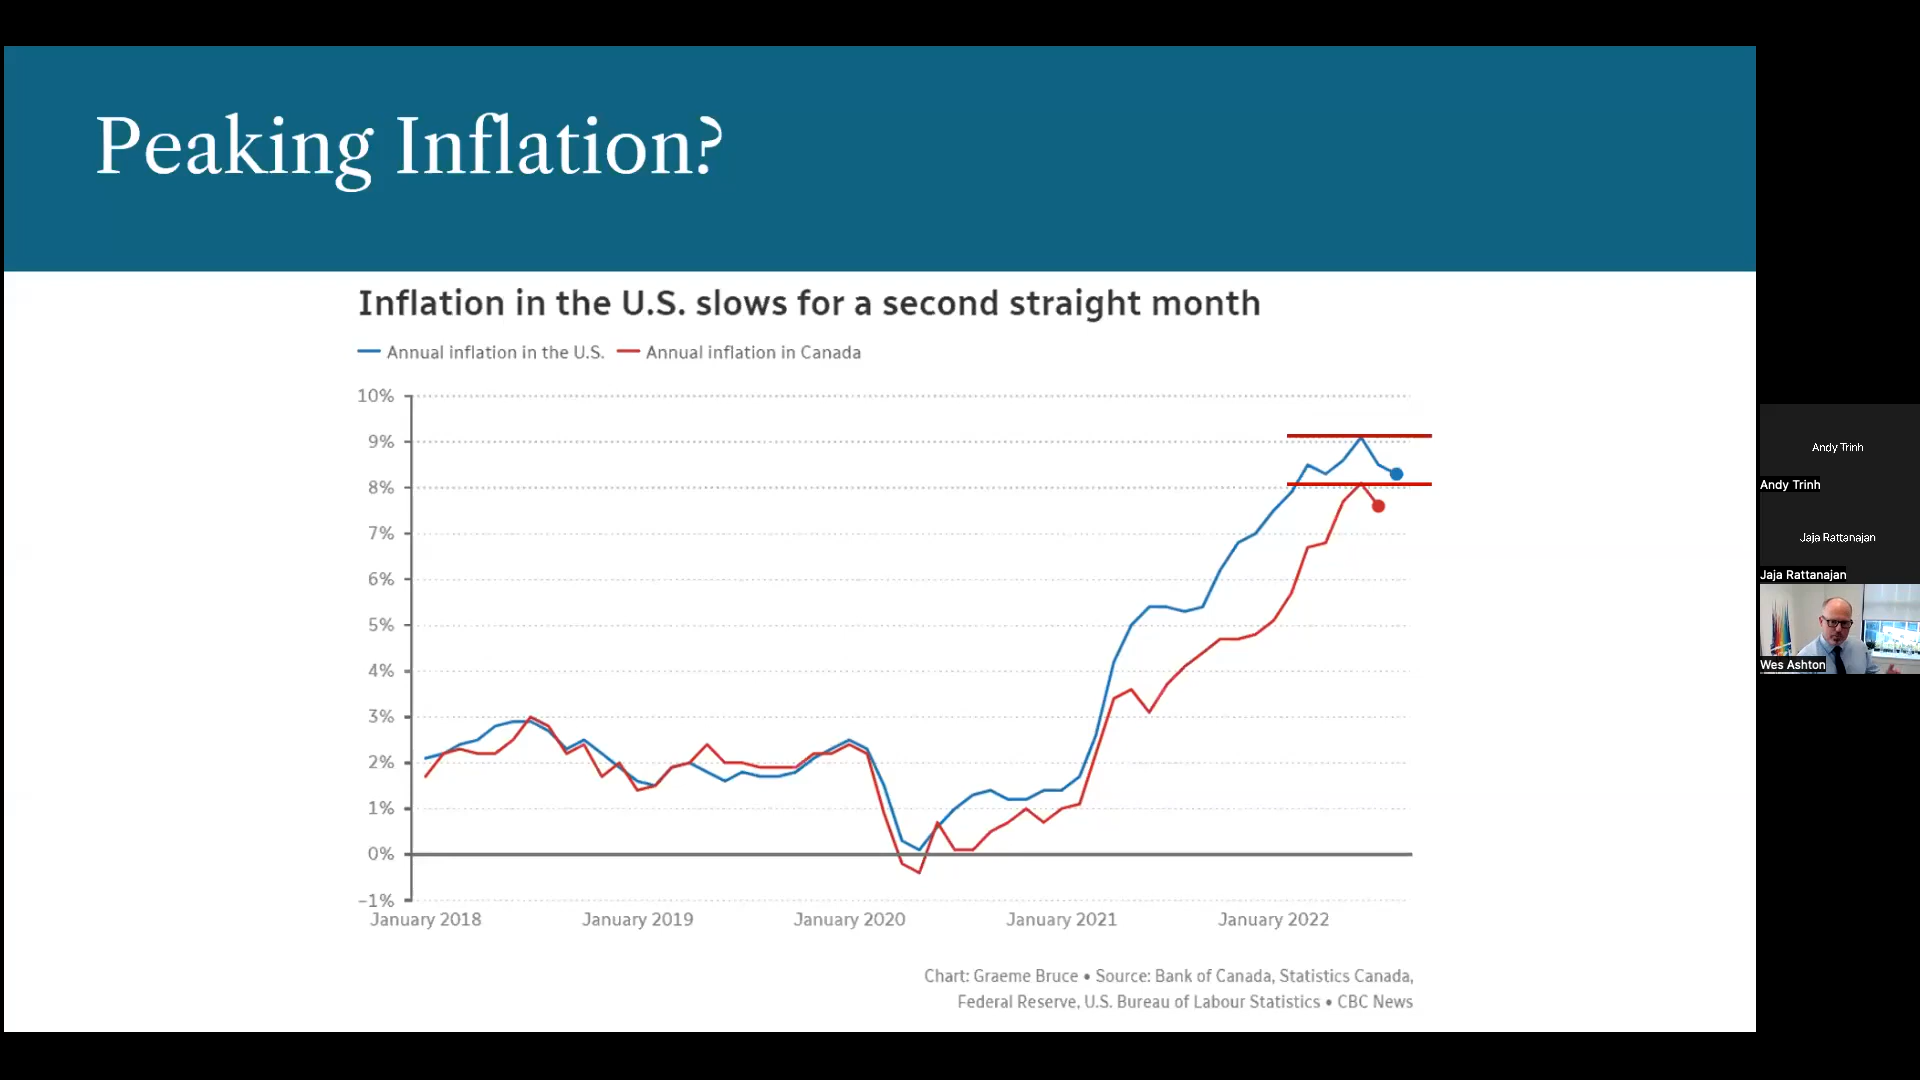 Peaking Inflation?
Inflation in the U.S. slows for a second straight month
Annual inflation in the U.S. Annual inflation in Canada
10%
9%
8%
7%
6%
5%
4%
3%
2%
1%
0%
−1%
January 2018 January 2019 January 2020 January 2021 January 2022
Chart: Graeme Bruce • Source: Bank of Canada, Statistics Canada,
Federal Reserve, U.S. Bureau of Labour Statistics • CBC News
Andy Trinh
Andy Trinh
Jaja Rattanajan
Jaja Rattanajan
Wes Ashton